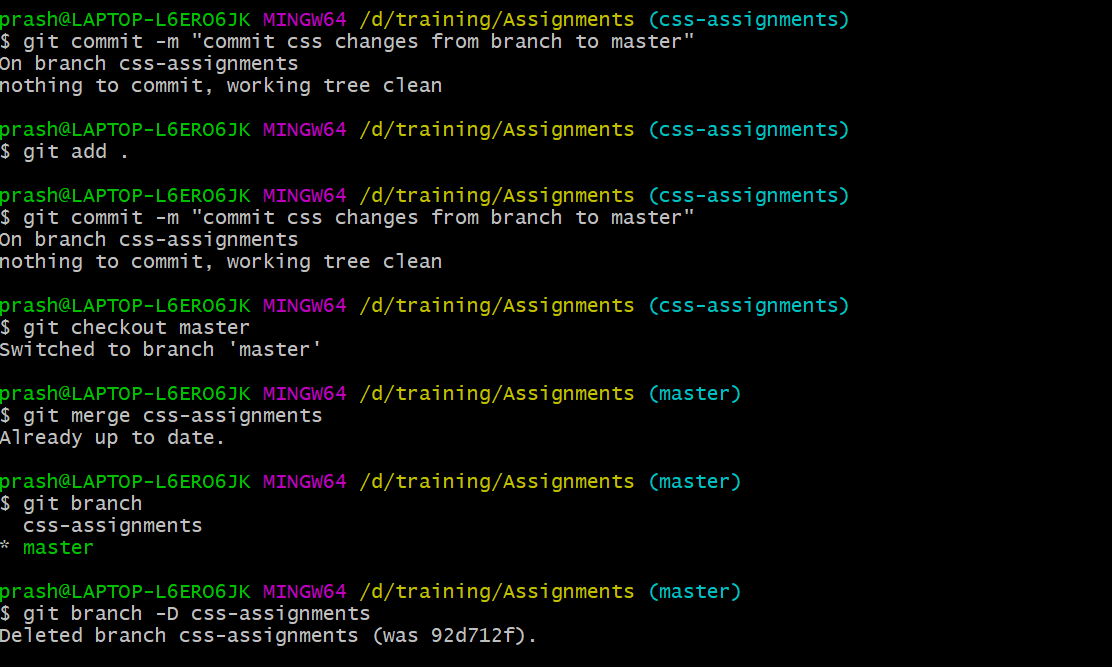 prash@LAPTOP-L6ERO6JK MINGW64 /d/training/Assignments (css-assignments)
$ git commit -m "commit css changes from branch to master"
On branch css-assignments
nothing to commit, working tree clean
prash@LAPTOP-L6ERO6JK MINGW64 /d/training/Assignments (css-assignments)
$ git add .
prash@LAPTOP-L6ERO6JK MINGW64 /d/training/Assignments (css-assignments)
$ git commit -m "commit css changes from branch to master"
On branch css-assignments
nothing to commit, working tree clean
prash@LAPTOP-L6ERO6JK MINGW64 /d/training/Assignments (css-assignments)
$ git checkout master
Switched to branch 'master'
prash@LAPTOP-L6ERO6JK MINGW64 /d/training/Assignments (master)
$ git merge css-assignments
Already up to date.
prash@LAPTOP-L6ERO6JK MINGW64 /d/training/Assignments (master)
$ git branch
  css-assignments
* master
prash@LAPTOP-L6ERO6JK MINGW64 /d/training/Assignments (master)
$ git branch -D css-assignments
Deleted branch css-assignments (was 92d712f).